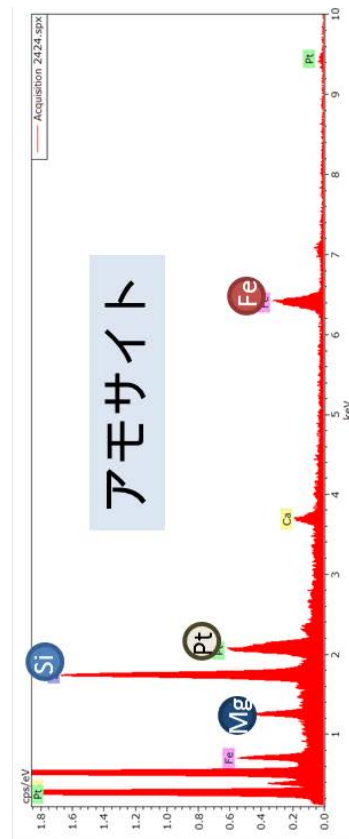 cps/eV
Acquisition 2424.spx
1.8
1.6
1.4
1.2
1.0
0.8
0.6
0.4
0.2
0.0
アモサイト
Si
Pt
Pt
Mg
Fe
Ca
Fe
Pt
1
2
3
4
5
6
7
8
9
10
keV